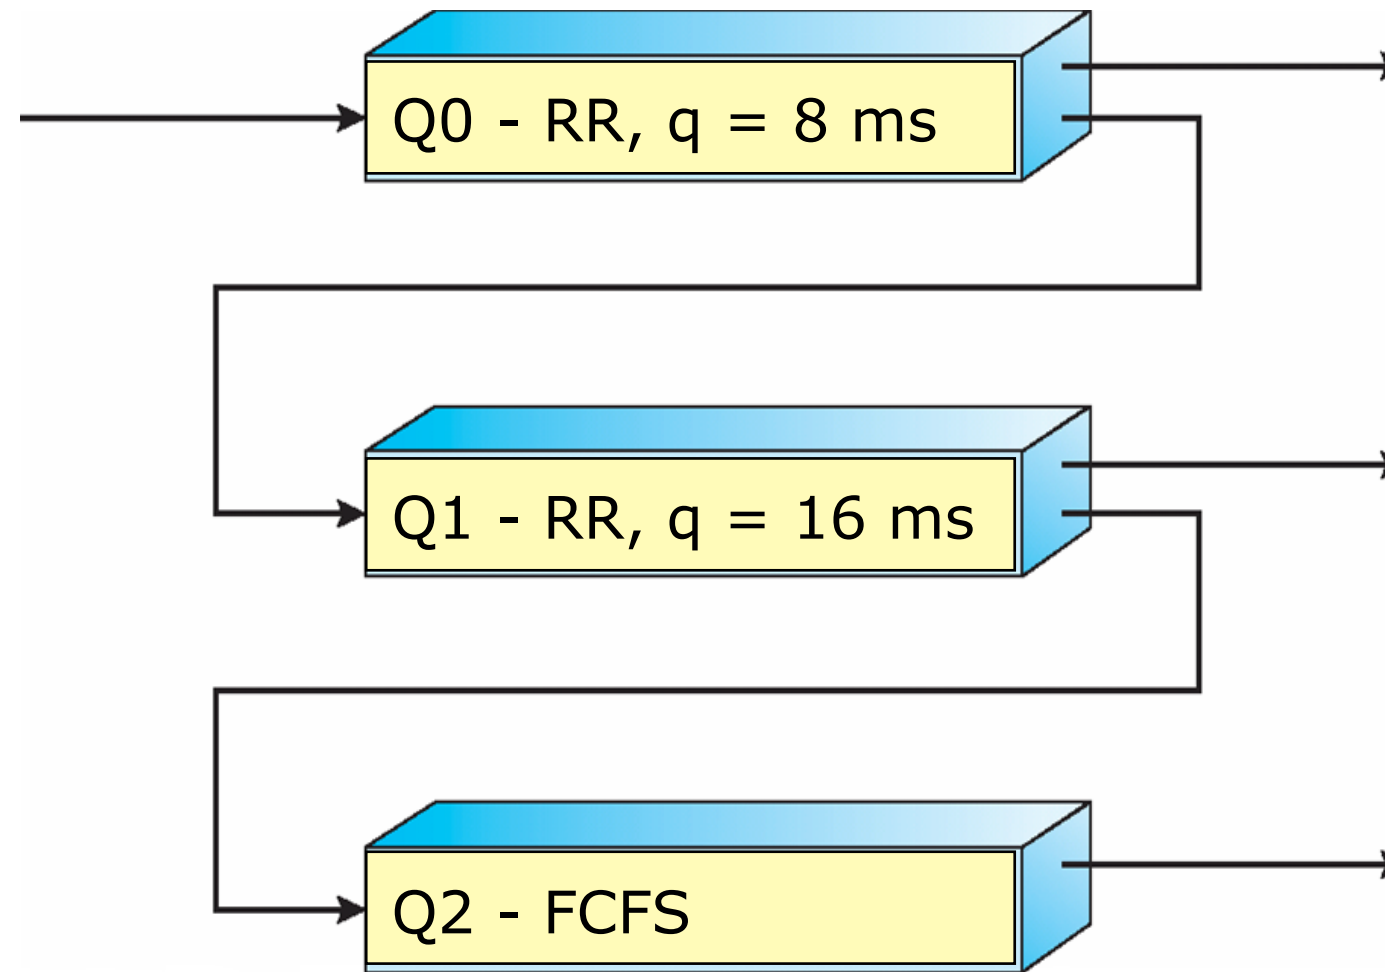 Q0 - RR, q = 8 ms
Q1 - RR, q = 16 ms
Q2 - FCFS